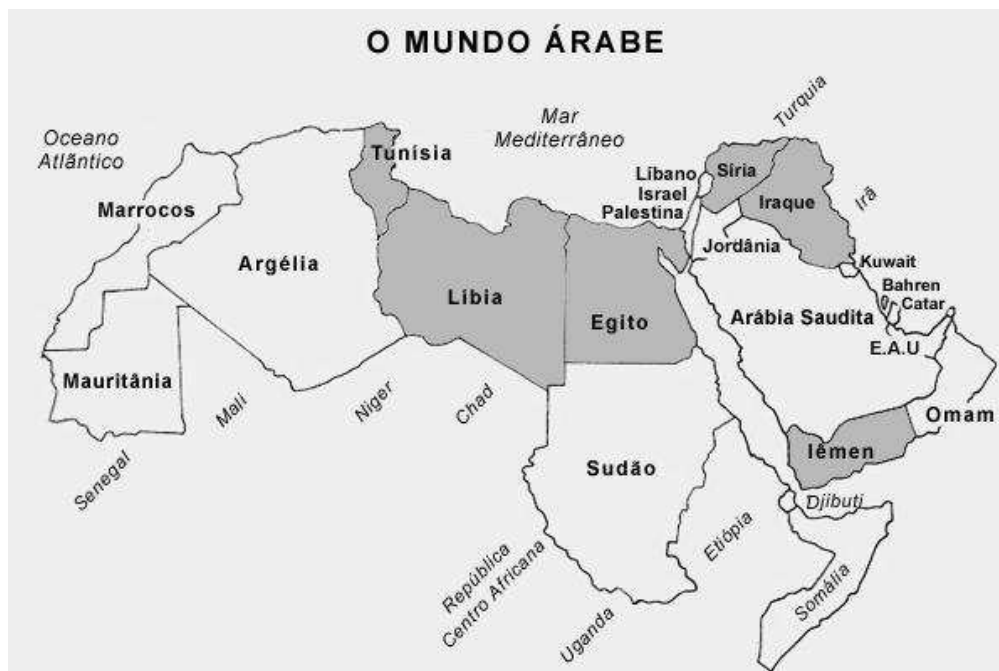 O MUNDO ÁRABE
Oceano
Atlântico
Mar
Mediterrâneo
Turquia
Tunísia
Líbano
Israel
Palestina
Síria
Iraque
Irã
Marrocos
Argélia
Líbia
Egito
Jordânia
Kuwait
Bahren
Catar
Arábia Saudita
E.A.U
Mauritânia
Mali
Niger
Chad
Senegal
Sudão
Omam
Iêmen
Djibuti
Etiópia
República
Centro Africana
Uganda
Somália